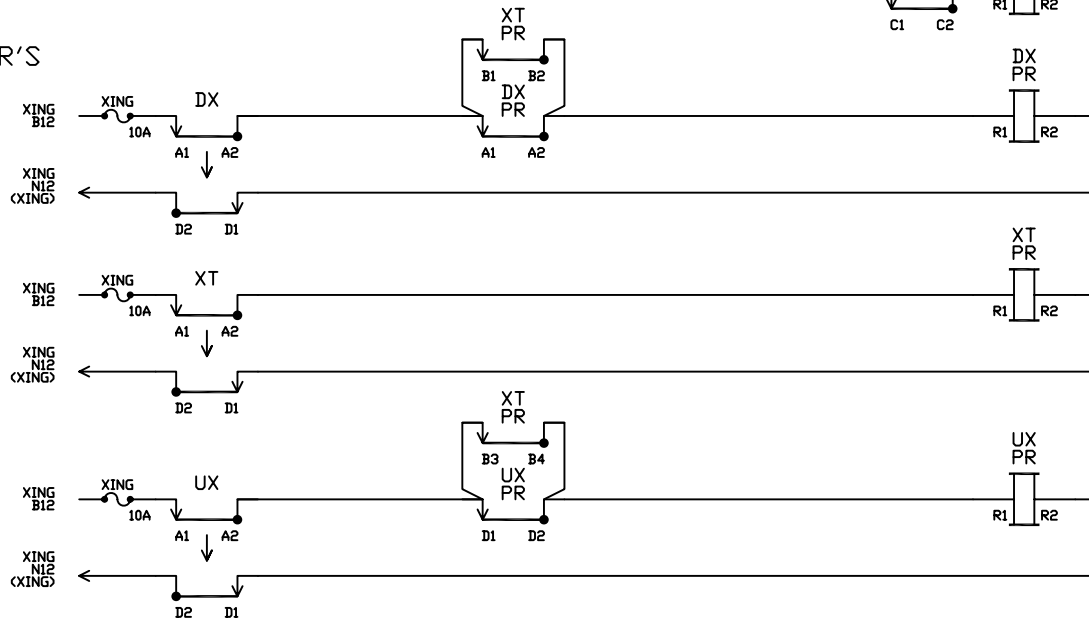 C1 C2 R1 R2
R'S
XT
PR
B1 B2
DX
PR
A1 A2
DX
PR
R1 R2
XING
B12
XING
10A
DX
A1 A2
XING
N12
(XING)
D2 D1
XT
PR
R1 R2
XING
B12
XING
10A
XT
A1 A2
XING
N12
(XING)
D2 D1
XT
PR
B3 B4
UX
PR
D1 D2
UX
PR
R1 R2
XING
B12
XING
10A
UX
A1 A2
XING
N12
(XING)
D2 D1